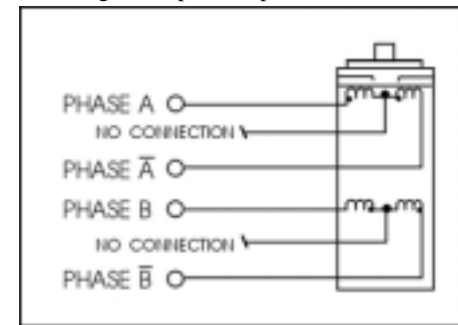 PHASE A
NO CONNECTION
PHASE A̅
PHASE B
NO CONNECTION
PHASE B̅